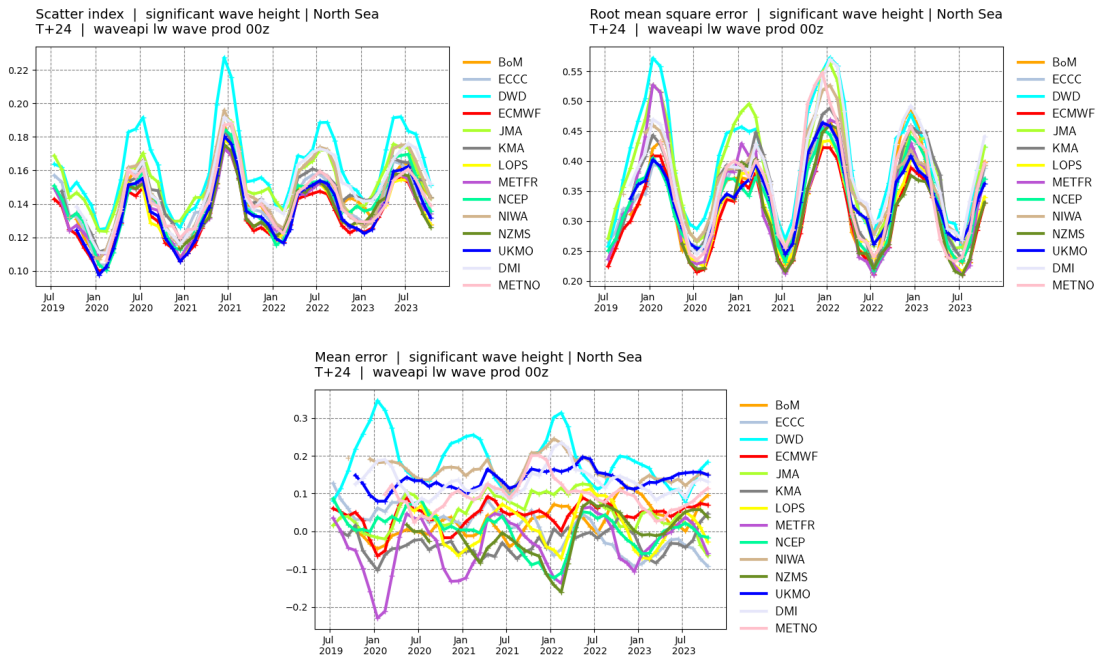 Scatter index | significant wave height | North Sea
T+24 | waveapi lw wave prod 00z
0.22
0.20
0.18
0.16
0.14
0.12
0.10
Jul 2019
Jan 2020
Jul 2020
Jan 2021
Jul 2021
Jan 2022
Jul 2022
Jan 2023
Jul 2023
BoM
ECCC
DWD
ECMWF
JMA
KMA
LOPS
METFR
NCEP
NIWA
NZMS
UKMO
DMI
METNO
Root mean square error | significant wave height | North Sea
T+24 | waveapi lw wave prod 00z
0.55
0.50
0.45
0.40
0.35
0.30
0.25
0.20
Jul 2019
Jan 2020
Jul 2020
Jan 2021
Jul 2021
Jan 2022
Jul 2022
Jan 2023
Jul 2023
BoM
ECCC
DWD
ECMWF
JMA
KMA
LOPS
METFR
NCEP
NIWA
NZMS
UKMO
DMI
METNO
Mean error | significant wave height | North Sea
T+24 | waveapi lw wave prod 00z
0.3
0.2
0.1
0.0
−0.1
−0.2
Jul 2019
Jan 2020
Jul 2020
Jan 2021
Jul 2021
Jan 2022
Jul 2022
Jan 2023
Jul 2023
BoM
ECCC
DWD
ECMWF
JMA
KMA
LOPS
METFR
NCEP
NIWA
NZMS
UKMO
DMI
METNO